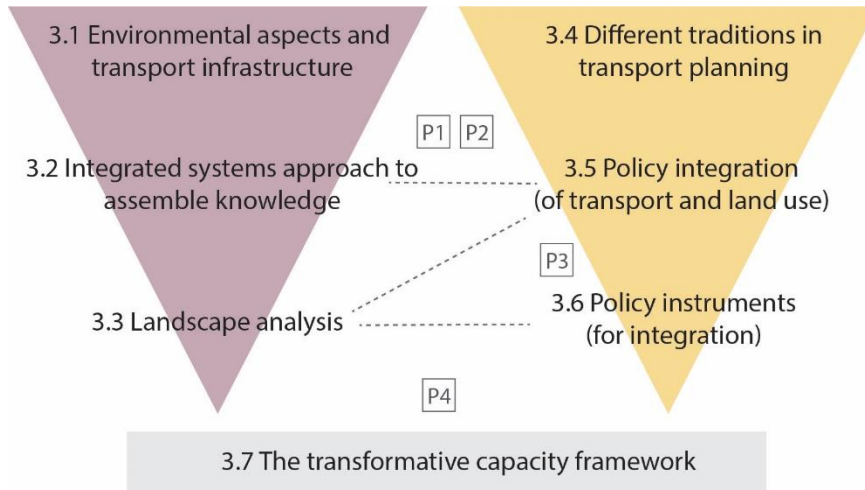 3.1 Environmental aspects and
transport infrastructure
3.4 Different traditions in
transport planning
P1 P2
3.2 Integrated systems approach to
assemble knowledge
3.5 Policy integration
(of transport and land use)
P3
3.3 Landscape analysis
3.6 Policy instruments
(for integration)
P4
3.7 The transformative capacity framework